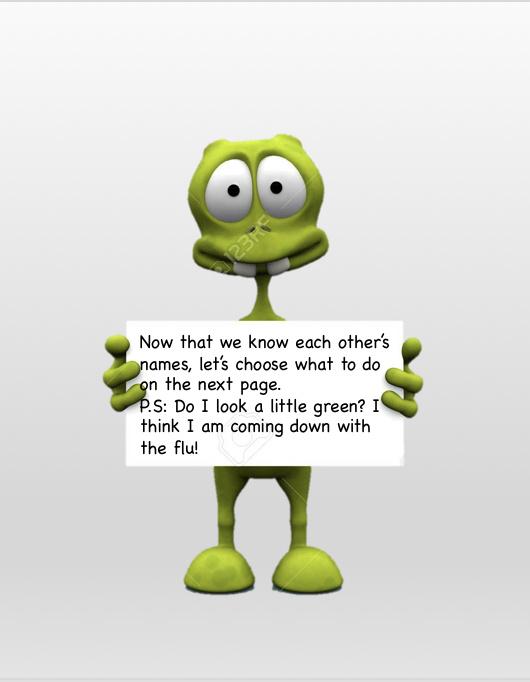 Now that we know each other's
names, let's choose what to do
on the next page.
P.S: Do I look a little green? I
think I am coming down with
the flu!
123RF